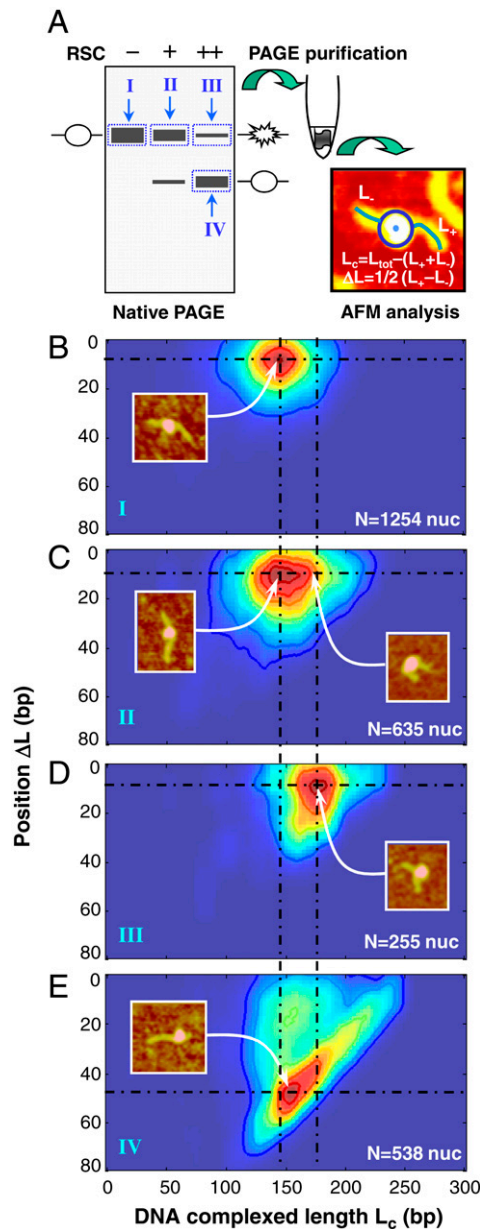 A
RSC − + ++ PAGE purification
I II III
IV
L-
L+
Lc=Ltot−(L++L-)
ΔL=1/2 (L+−L-)
Native PAGE AFM analysis
Position ΔL (bp)
B
0
20
40
60
80
I
N=1254 nuc
C
0
20
40
60
80
II
N=635 nuc
D
0
20
40
60
80
III
N=255 nuc
E
0
20
40
60
80
IV
N=538 nuc
0 50 100 150 200 250 300
DNA complexed length Lc (bp)